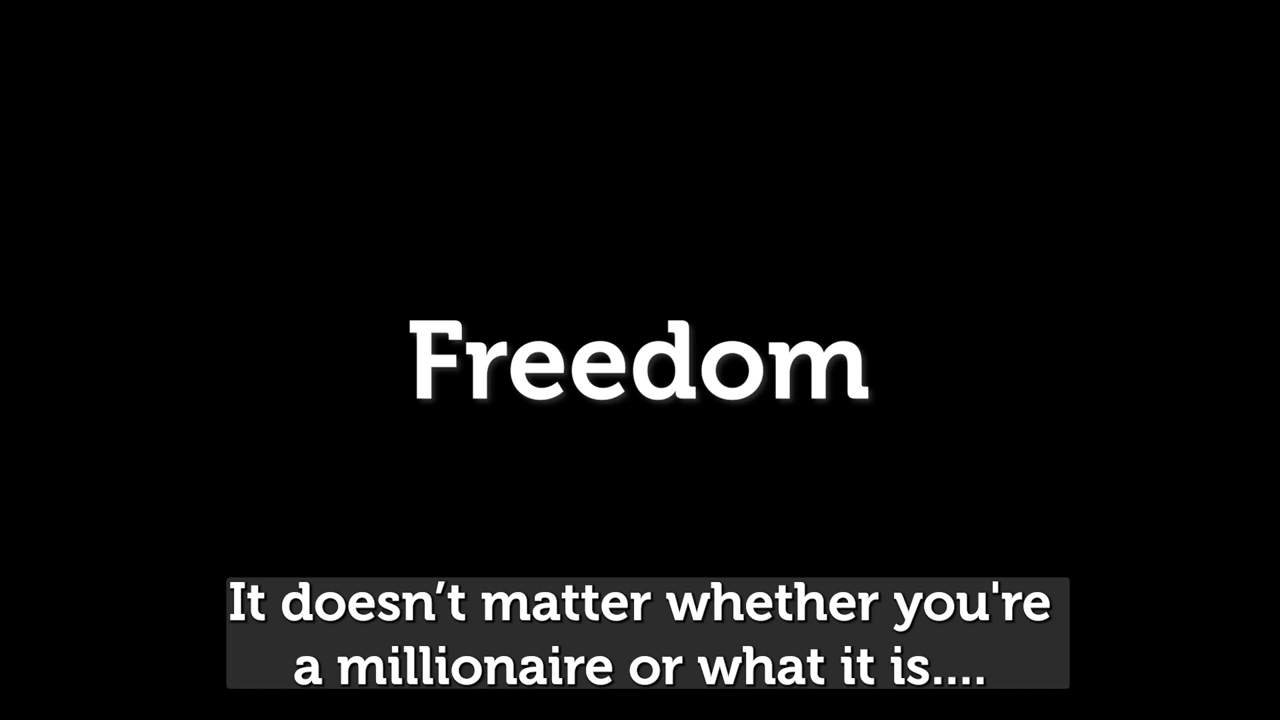 Freedom
It doesn’t matter whether you're
a millionaire or what it is....